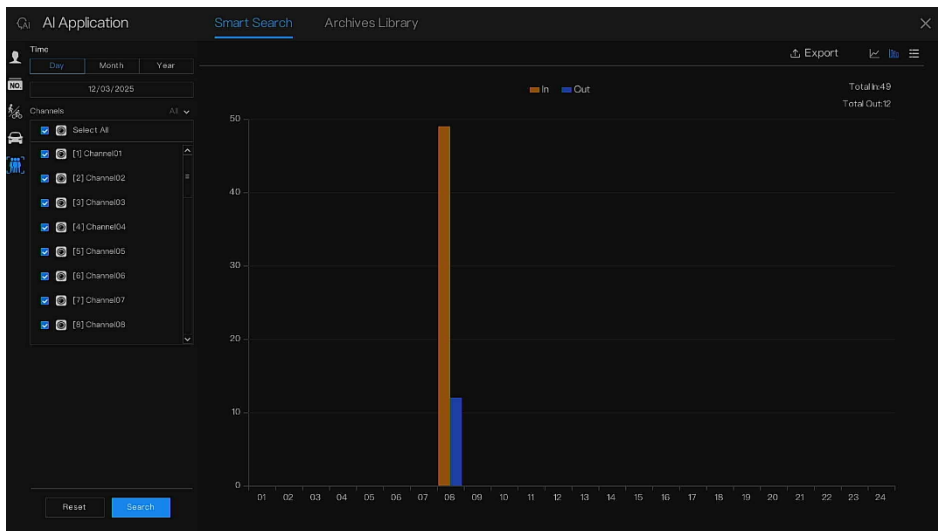 AI AI Application Smart Search Archives Library
Time
Day Month Year
12/03/2025
Channels All
Select All
[1] Channel01
[2] Channel02
[3] Channel03
[4] Channel04
[5] Channel05
[6] Channel06
[7] Channel07
[8] Channel08
Reset Search
NO.
Export
In Out
Total In:49
Total Out:12
50
40
30
20
10
0
01 02 03 04 05 06 07 08 09 10 11 12 13 14 15 16 17 18 19 20 21 22 23 24